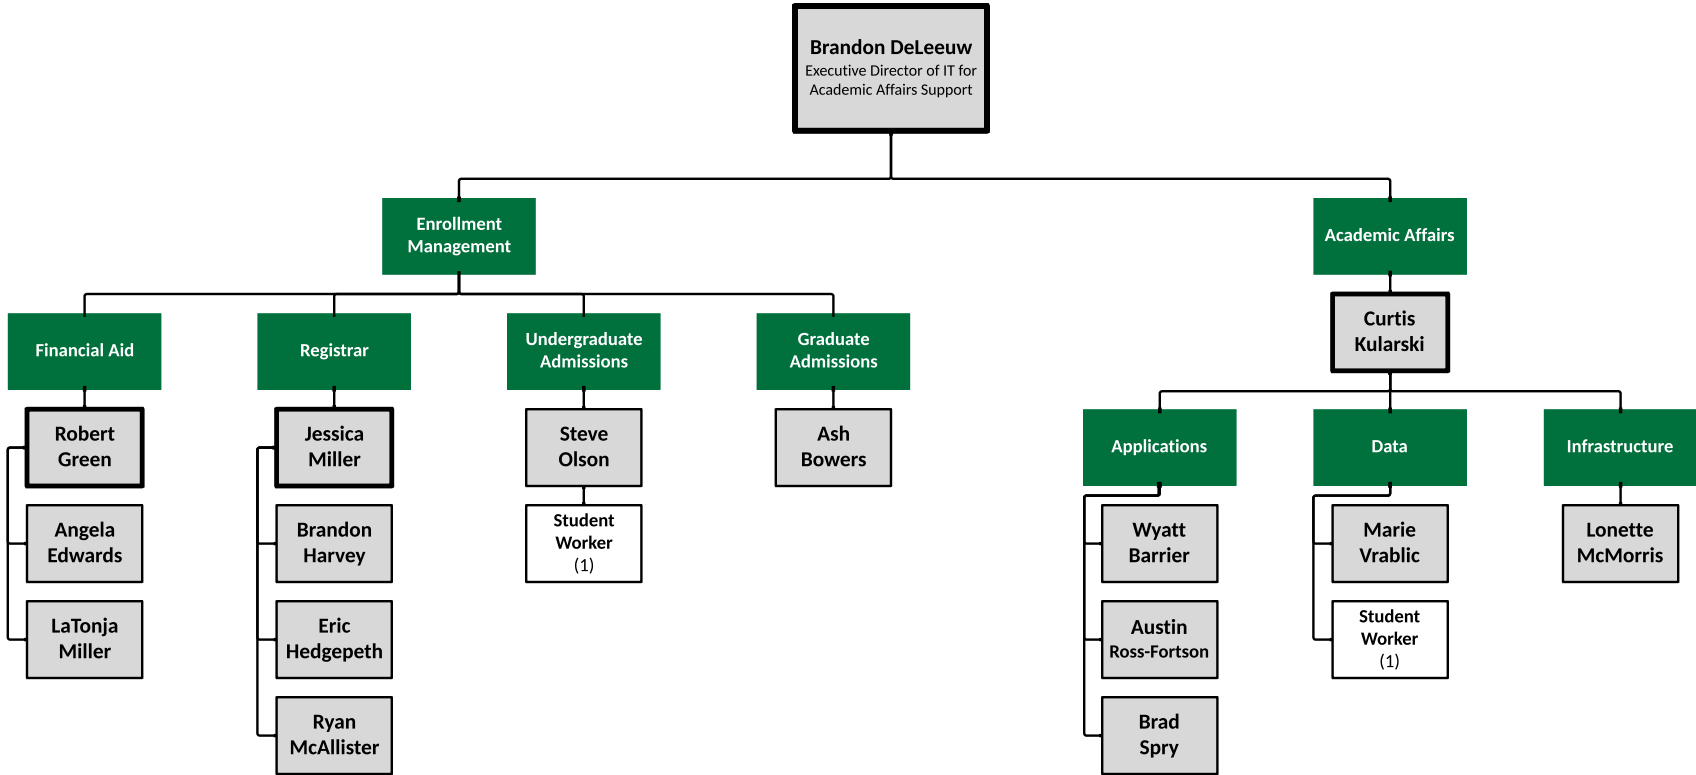 Brandon DeLeeuw
Executive Director of IT for
Academic Affairs Support
Enrollment
Management
Academic Affairs
Financial Aid
Registrar
Undergraduate
Admissions
Graduate
Admissions
Curtis
Kularski
Robert
Green
Jessica
Miller
Steve
Olson
Ash
Bowers
Applications
Data
Infrastructure
Angela
Edwards
Brandon
Harvey
Student
Worker
(1)
Wyatt
Barrier
Marie
Vrablic
Lonette
McMorris
LaTonja
Miller
Eric
Hedgepeth
Austin
Ross-Fortson
Student
Worker
(1)
Ryan
McAllister
Brad
Spry